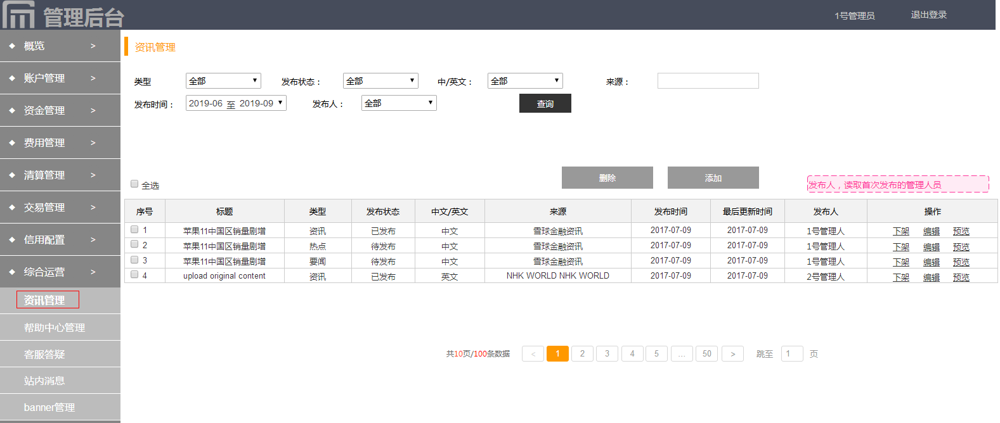 管理后台
1号管理员 退出登录
概览 >
账户管理 >
资金管理 >
费用管理 >
清算管理 >
交易管理 >
信用配置 >
综合运营 >
资讯管理
帮助中心管理
客服答疑
站内消息
banner管理
资讯管理
类型 全部 发布状态： 全部 中/英文： 全部 来源：
发布时间： 2019-06 至 2019-09 发布人： 全部 查询
全选 删除 添加 发布人，读取首次发布的管理人员
序号 标题 类型 发布状态 中文/英文 来源 发布时间 最后更新时间 发布人 操作
1 苹果11中国区销量剧增 资讯 已发布 中文 雪球金融资讯 2017-07-09 2017-07-09 1号管理人 下架 编辑 预览
2 苹果11中国区销量剧增 热点 待发布 中文 雪球金融资讯 2017-07-09 2017-07-09 1号管理人 下架 编辑 预览
3 苹果11中国区销量剧增 要闻 待发布 中文 雪球金融资讯 2017-07-09 2017-07-09 1号管理人 下架 编辑 预览
4 upload original content 资讯 已发布 英文 NHK WORLD NHK WORLD 2017-07-09 2017-07-09 2号管理人 下架 编辑 预览
共10页/100条数据 < 1 2 3 4 5 ... 50 > 跳至 1 页